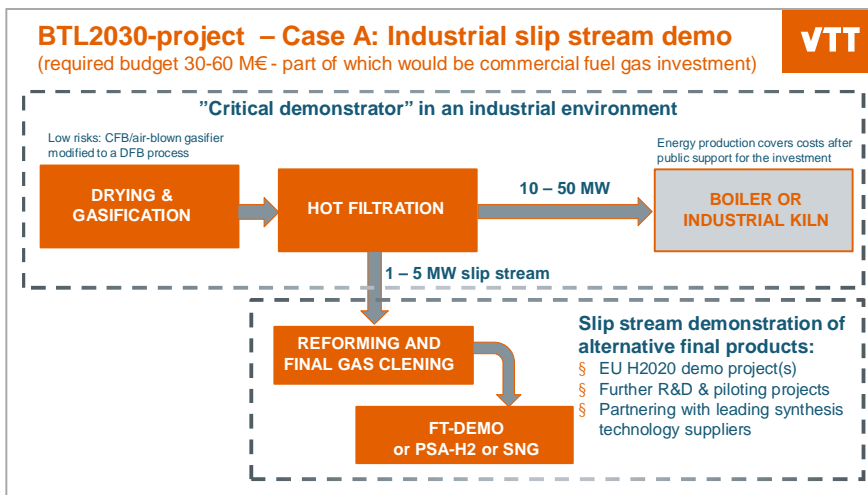 BTL2030-project – Case A: Industrial slip stream demo
(required budget 30-60 M€ - part of which would be commercial fuel gas investment)
VTT
”Critical demonstrator” in an industrial environment
Low risks: CFB/air-blown gasifier
modified to a DFB process
Energy production covers costs after
public support for the investment
DRYING &
GASIFICATION
HOT FILTRATION
10 – 50 MW
BOILER OR
INDUSTRIAL KILN
1 – 5 MW slip stream
REFORMING AND
FINAL GAS CLENING
FT-DEMO
or PSA-H2 or SNG
Slip stream demonstration of
alternative final products:
§ EU H2020 demo project(s)
§ Further R&D & piloting projects
§ Partnering with leading synthesis
technology suppliers